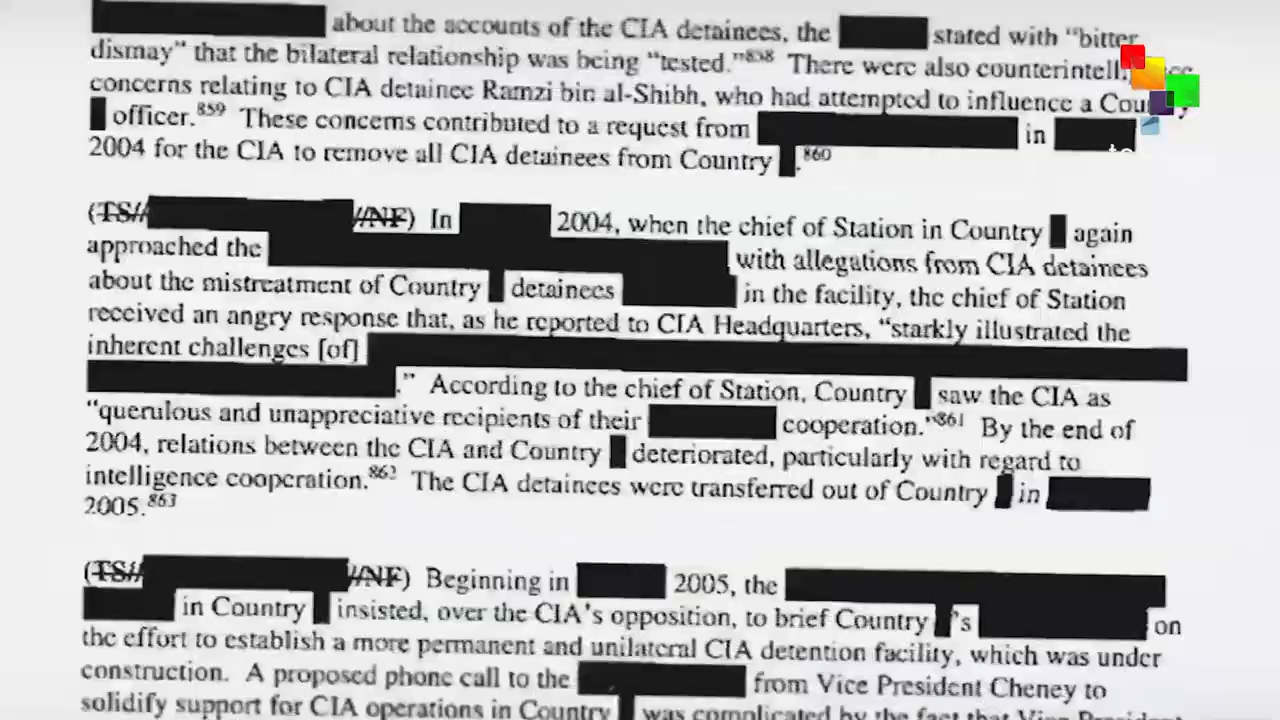 about the accounts of the CIA detainees, the stated with “bitter
dismay” that the bilateral relationship was being “tested.”858 There were also
concerns relating to CIA detainee Ramzi bin al-Shibh, who had attempted to influence a
officer.859 These concerns contributed to a request from in
2004 for the CIA to remove all CIA detainees from Country .860
(TS// //NF) In 2004, when the chief of Station in Country again
approached the with allegations from CIA detainees
about the mistreatment of Country detainees in the facility, the chief of Station
received an angry response that, as he reported to CIA Headquarters, “starkly illustrated the
inherent challenges [of]
.” According to the chief of Station, Country saw the CIA as
“querulous and unappreciative recipients of their cooperation.”861 By the end of
2004, relations between the CIA and Country deteriorated, particularly with regard to
intelligence cooperation.862 The CIA detainees were transferred out of Country in
2005.863
(TS// //NF) Beginning in 2005, the
in Country insisted, over the CIA’s opposition, to brief Country ’s on
the effort to establish a more permanent and unilateral CIA detention facility, which was under
construction. A proposed phone call to the from Vice President Cheney to
solidify support for CIA operations in Country was complicated by the fact that Vice President